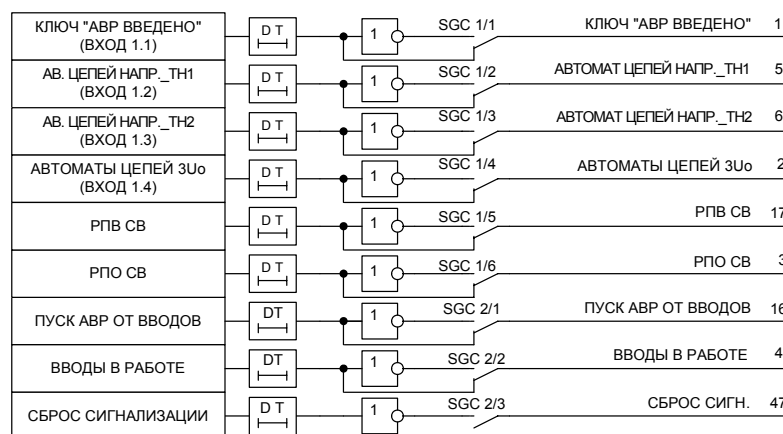 КЛЮЧ "АВР ВВЕДЕНО"
(ВХОД 1.1)
D T
1
SGC 1/1
КЛЮЧ "АВР ВВЕДЕНО"
1
АВ. ЦЕПЕЙ НАПР._ТН1
(ВХОД 1.2)
D T
1
SGC 1/2
АВТОМАТ ЦЕПЕЙ НАПР._ТН1
5
АВ. ЦЕПЕЙ НАПР._ТН2
(ВХОД 1.3)
D T
1
SGC 1/3
АВТОМАТ ЦЕПЕЙ НАПР._ТН2
6
АВТОМАТЫ ЦЕПЕЙ 3Uo
(ВХОД 1.4)
D T
1
SGC 1/4
АВТОМАТЫ ЦЕПЕЙ 3Uo
2
РПВ СВ
D T
1
SGC 1/5
РПВ СВ
17
РПО СВ
D T
1
SGC 1/6
РПО СВ
3
ПУСК АВР ОТ ВВОДОВ
DT
1
SGC 2/1
ПУСК АВР ОТ ВВОДОВ
16
ВВОДЫ В РАБОТЕ
DT
1
SGC 2/2
ВВОДЫ В РАБОТЕ
4
СБРОС СИГНАЛИЗАЦИИ
D T
1
SGC 2/3
СБРОС СИГН.
47